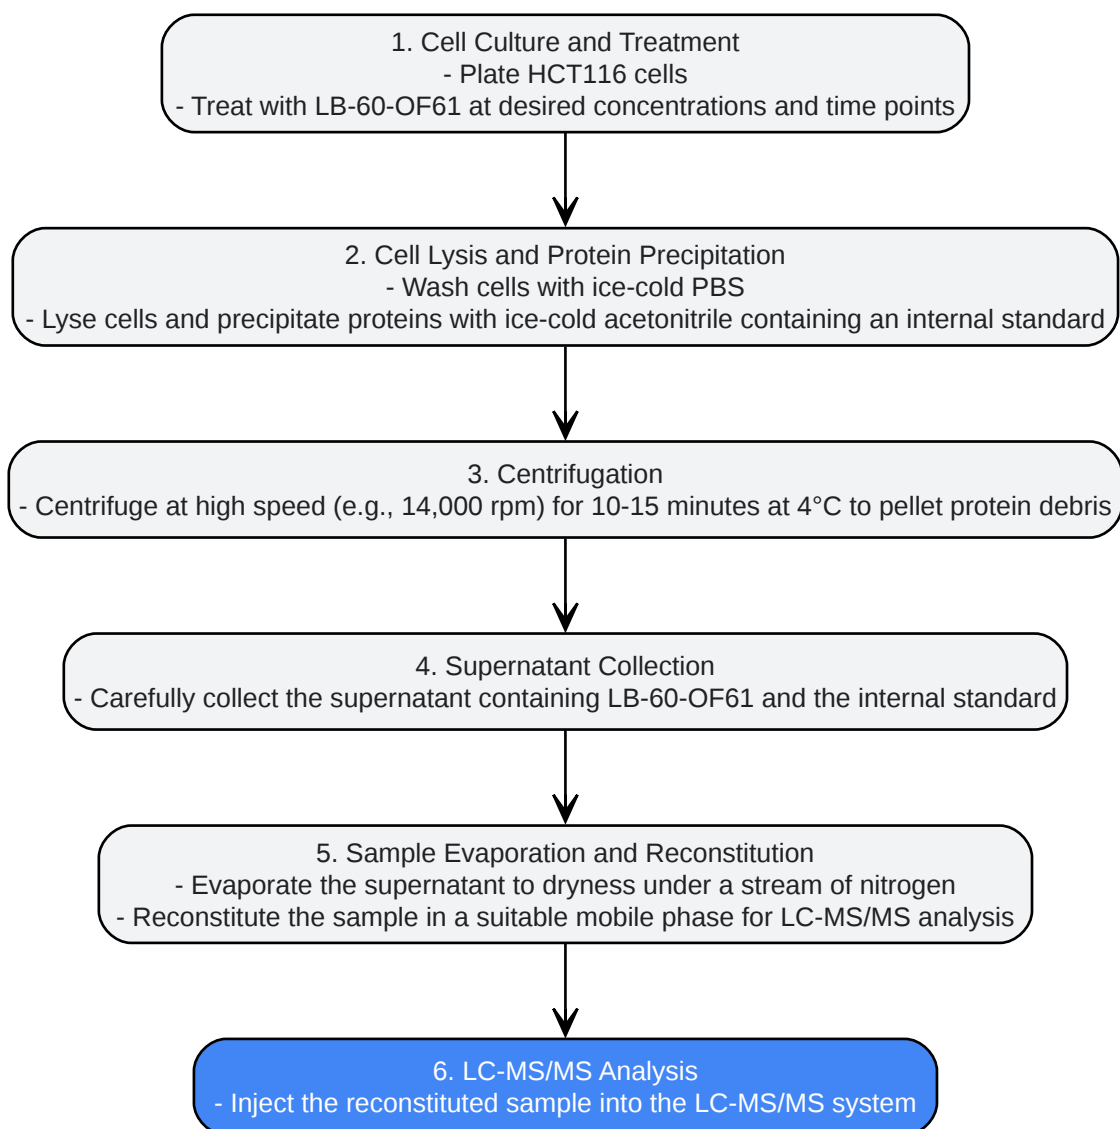 1. Cell Culture and Treatment
- Plate HCT116 cells
- Treat with LB-60-OF61 at desired concentrations and time points
2. Cell Lysis and Protein Precipitation
- Wash cells with ice-cold PBS
- Lyse cells and precipitate proteins with ice-cold acetonitrile containing an internal standard
3. Centrifugation
- Centrifuge at high speed (e.g., 14,000 rpm) for 10-15 minutes at 4°C to pellet protein debris
4. Supernatant Collection
- Carefully collect the supernatant containing LB-60-OF61 and the internal standard
5. Sample Evaporation and Reconstitution
- Evaporate the supernatant to dryness under a stream of nitrogen
- Reconstitute the sample in a suitable mobile phase for LC-MS/MS analysis
6. LC-MS/MS Analysis
- Inject the reconstituted sample into the LC-MS/MS system